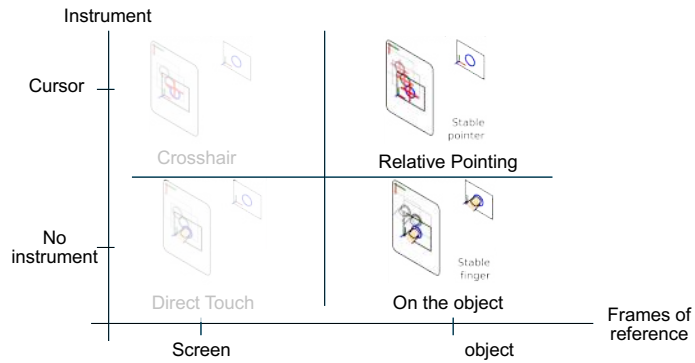 Instrument
Cursor
Stable
pointer
Crosshair
Relative Pointing
No
instrument
Stable
finger
Direct Touch
On the object
Frames of
reference
Screen
object